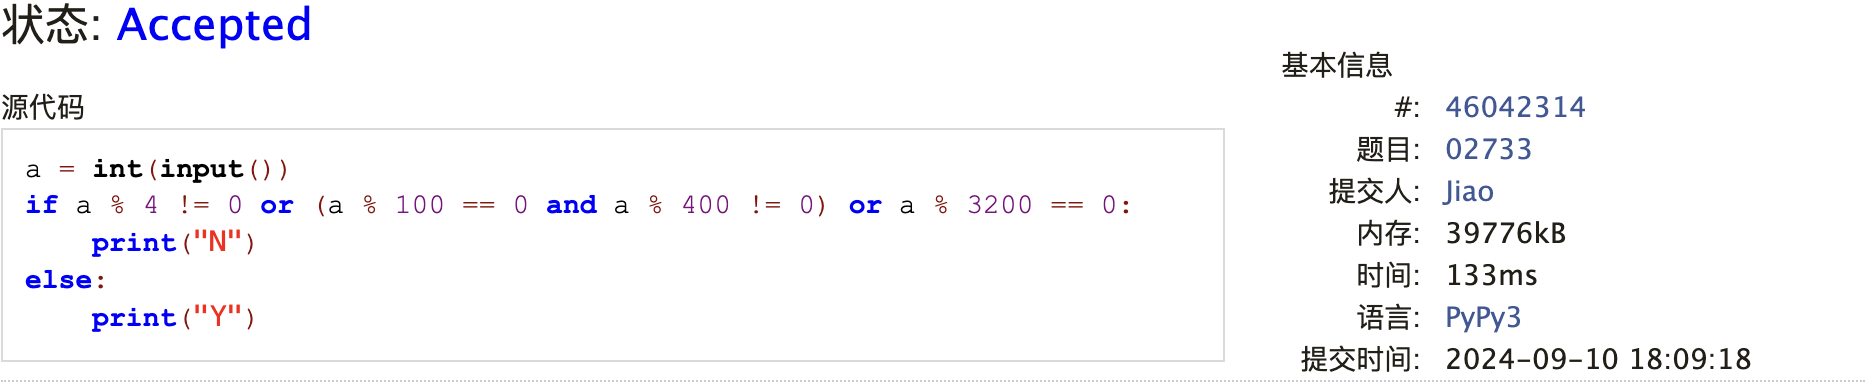 状态: Accepted
源代码
a = int(input())
if a % 4 != 0 or (a % 100 == 0 and a % 400 != 0) or a % 3200 == 0:
    print("N")
else:
    print("Y")
基本信息
#: 46042314
题目: 02733
提交人: Jiao
内存: 39776kB
时间: 133ms
语言: PyPy3
提交时间: 2024-09-10 18:09:18